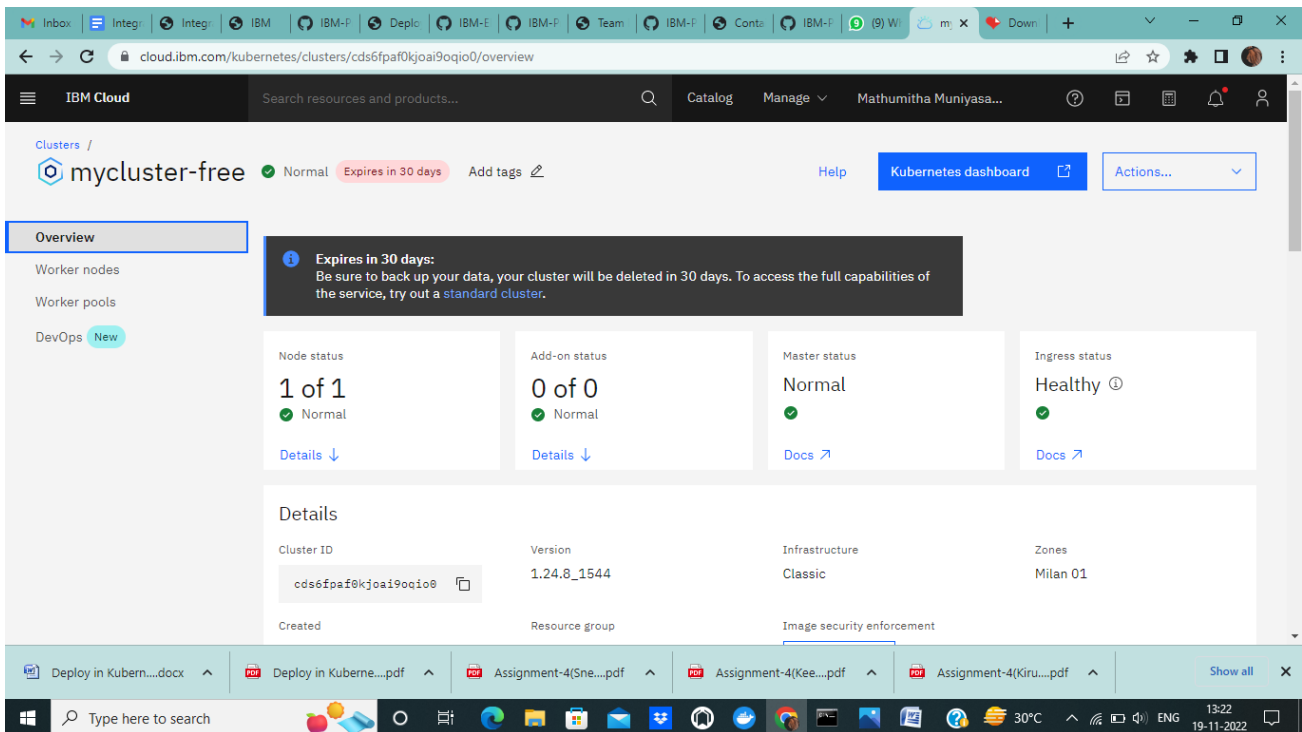 Inbox Integr Integr IBM IBM-P Deplo IBM-E IBM-P Team IBM-P Conta IBM-P (9) W my Down
cloud.ibm.com/kubernetes/clusters/cds6fpaf0kjoai9oqio0/overview
IBM Cloud Search resources and products... Catalog Manage Mathumitha Muniyasa...
Clusters /
mycluster-free Normal Expires in 30 days Add tags Help Kubernetes dashboard Actions...
Overview
Worker nodes
Worker pools
DevOps New
Expires in 30 days:
Be sure to back up your data, your cluster will be deleted in 30 days. To access the full capabilities of
the service, try out a standard cluster.
Node status Add-on status Master status Ingress status
1 of 1 0 of 0 Normal Healthy
Normal Normal
Details Details Docs Docs
Details
Cluster ID Version Infrastructure Zones
cds6fpaf0kjoai9oqio0 1.24.8_1544 Classic Milan 01
Created Resource group Image security enforcement
Deploy in Kubern....docx Deploy in Kuberne....pdf Assignment-4(Sne....pdf Assignment-4(Kee....pdf Assignment-4(Kiru....pdf Show all
Type here to search 30°C ENG 13:22
19-11-2022